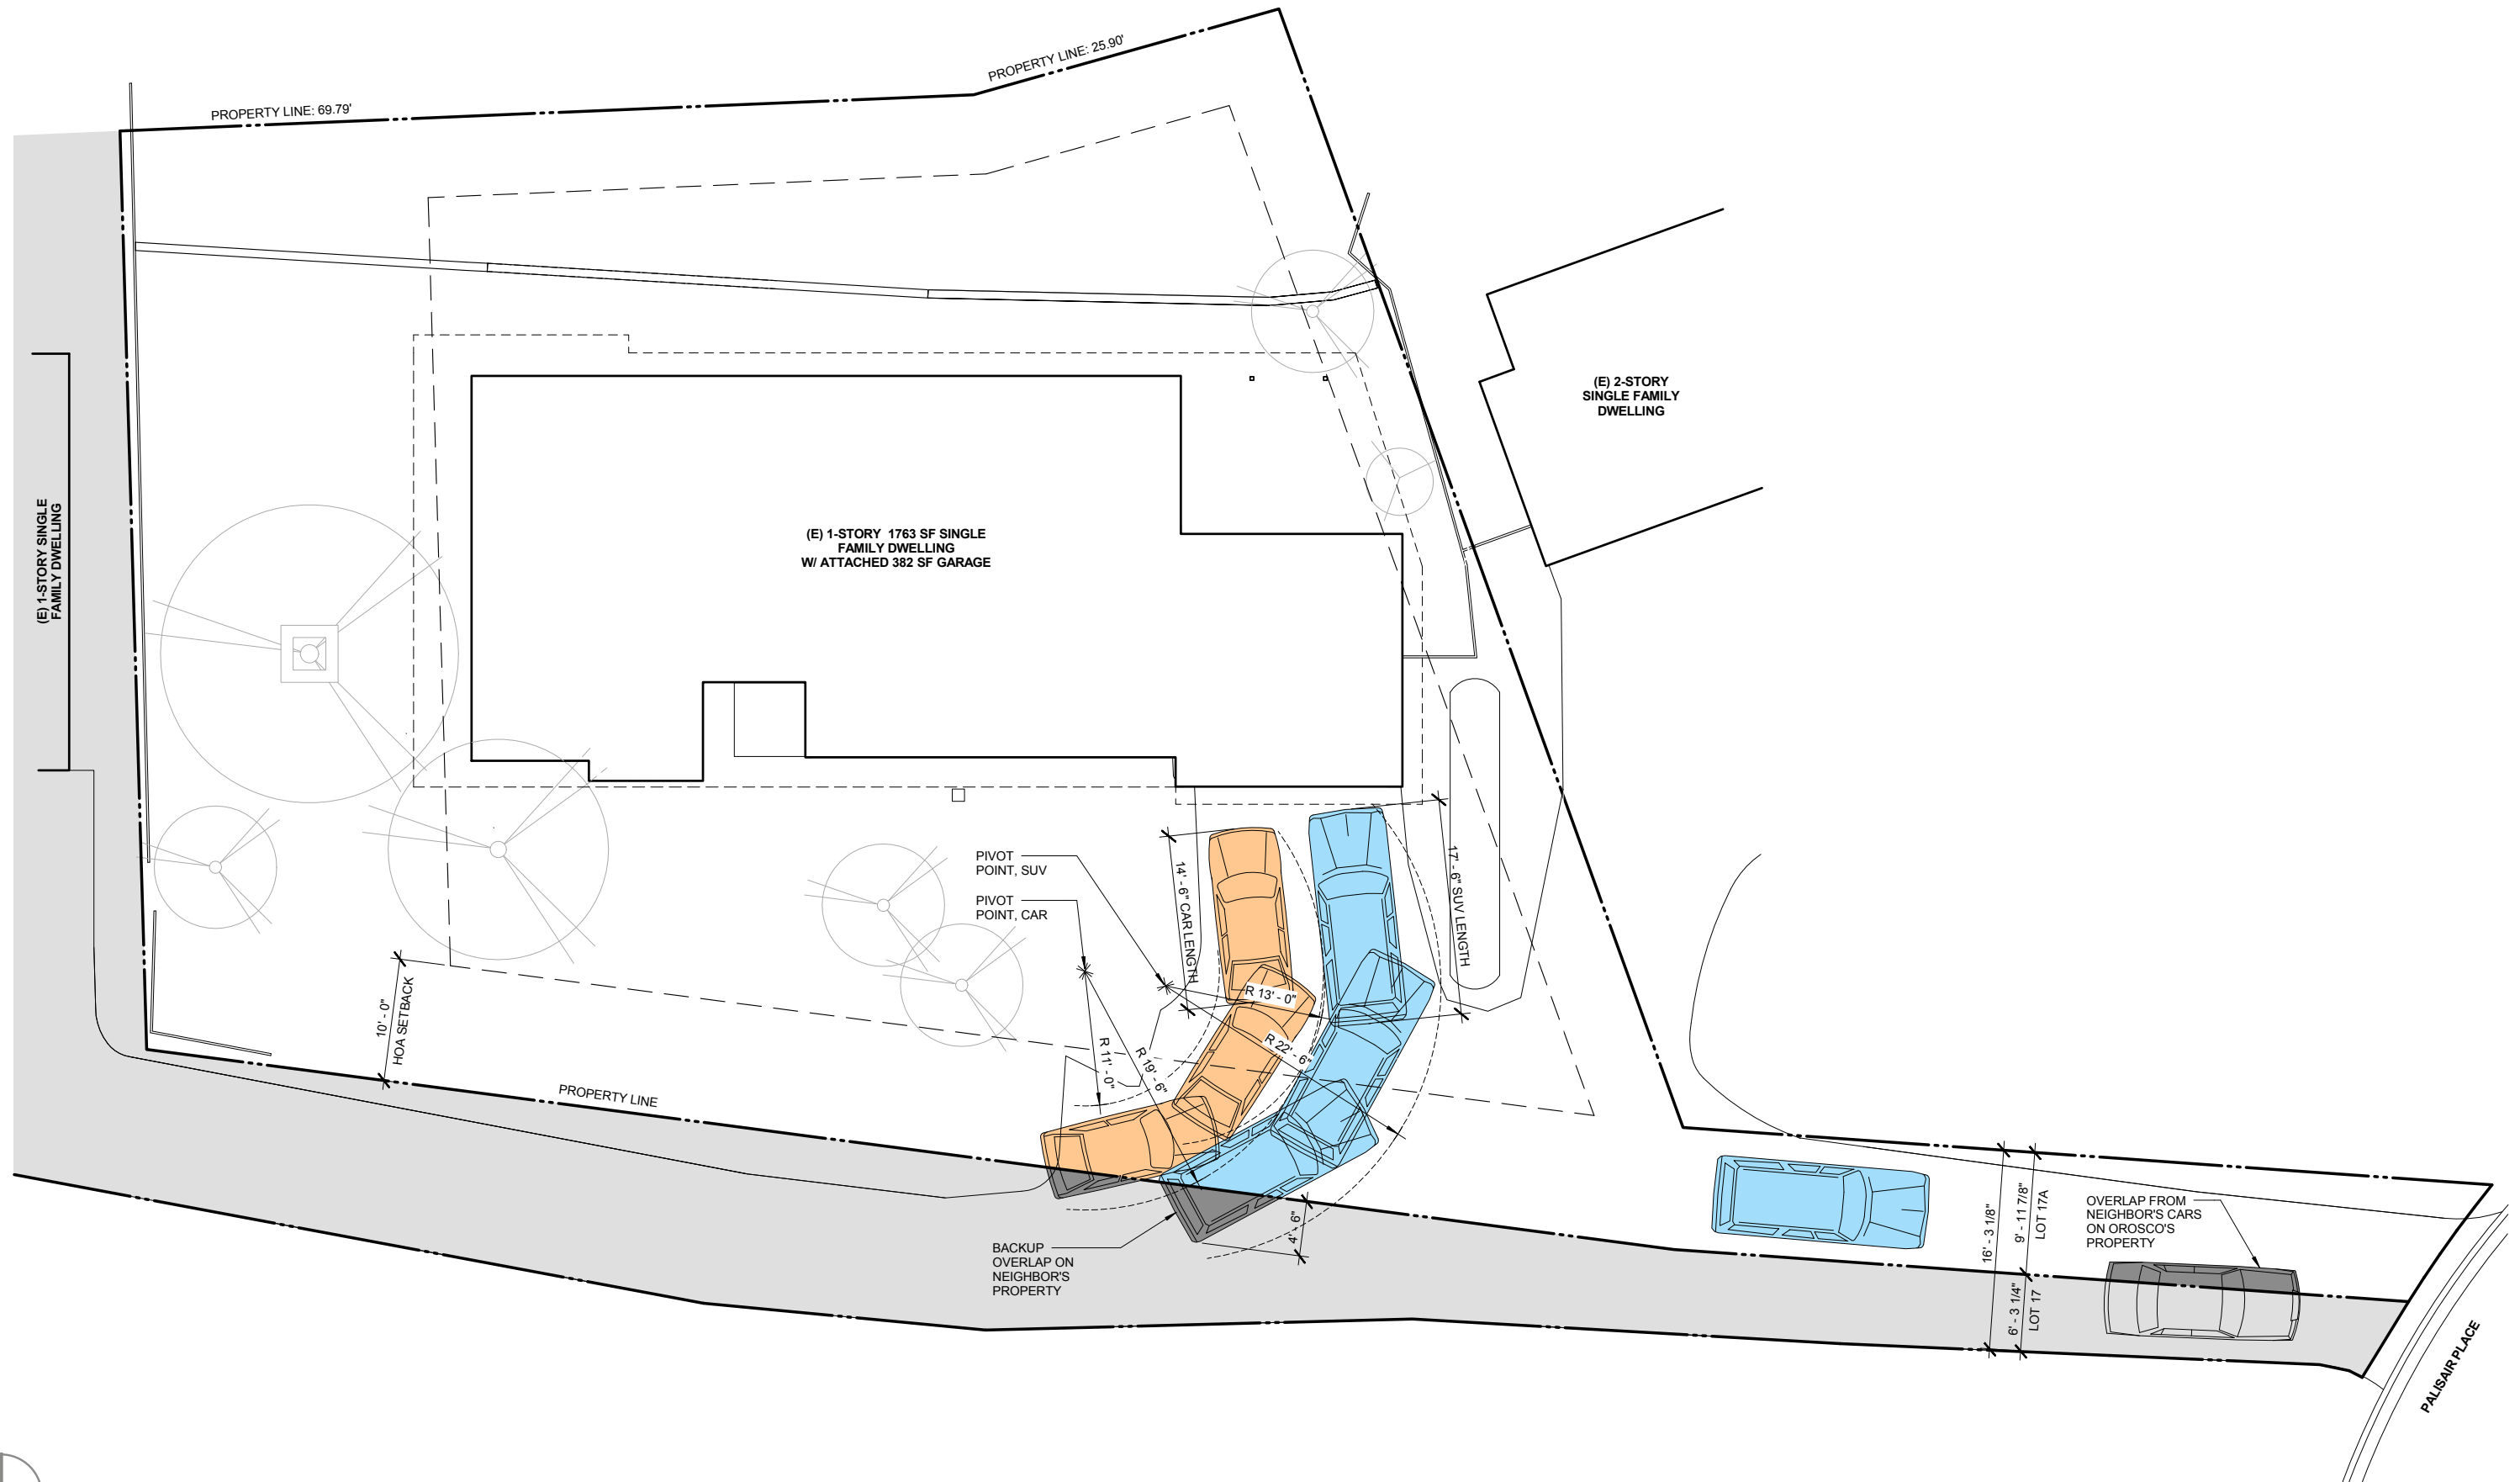 PROPERTY LINE: 25.90'
PROPERTY LINE: 69.79'
(E) 2-STORY
SINGLE FAMILY
DWELLING
(E) 1-STORY SINGLE
FAMILY DWELLING
(E) 1-STORY 1763 SF SINGLE
FAMILY DWELLING
W/ ATTACHED 382 SF GARAGE
PIVOT
POINT, SUV
PIVOT
POINT, CAR
14' - 6" CAR LENGTH
17' - 6" SUV LENGTH
R 13' - 0"
R 22' - 6"
R 11' - 0"
R 19' - 6"
10' - 0"
HOA SETBACK
PROPERTY LINE
4' - 6"
BACKUP
OVERLAP ON
NEIGHBOR'S
PROPERTY
16' - 3 1/8"
9' - 11 7/8"
LOT 17A
6' - 3 1/4"
LOT 17
OVERLAP FROM
NEIGHBOR'S CARS
ON OROSCO'S
PROPERTY
PALISAIR PLACE